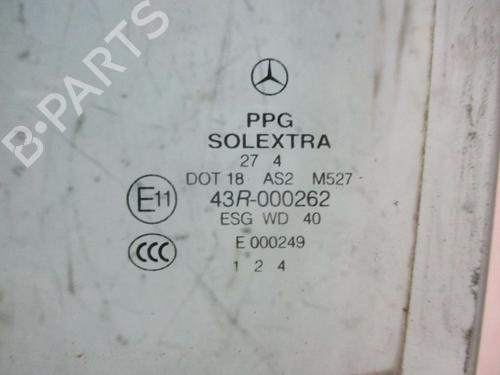 B-PARTS
PPG
SOLEXTRA
27 4
DOT 18 AS2 M527
E11 43R-000262
ESG WD 40
CCC E 000249
1 2 4